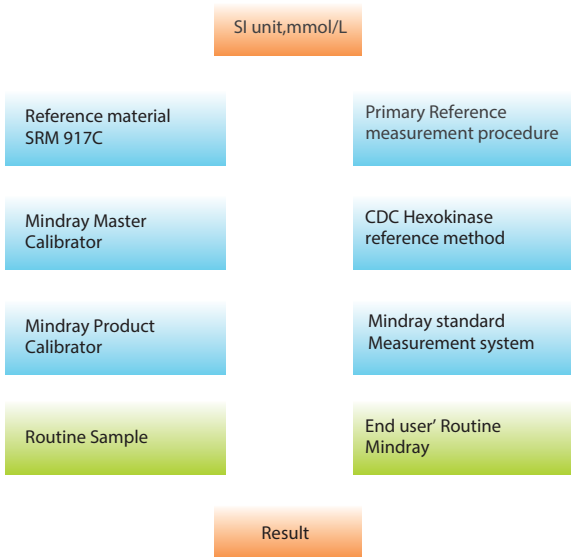 SI unit,mmol/L
Reference material
SRM 917C
Primary Reference
measurement procedure
Mindray Master
Calibrator
CDC Hexokinase
reference method
Mindray Product
Calibrator
Mindray standard
Measurement system
Routine Sample
End user’ Routine
Mindray
Result